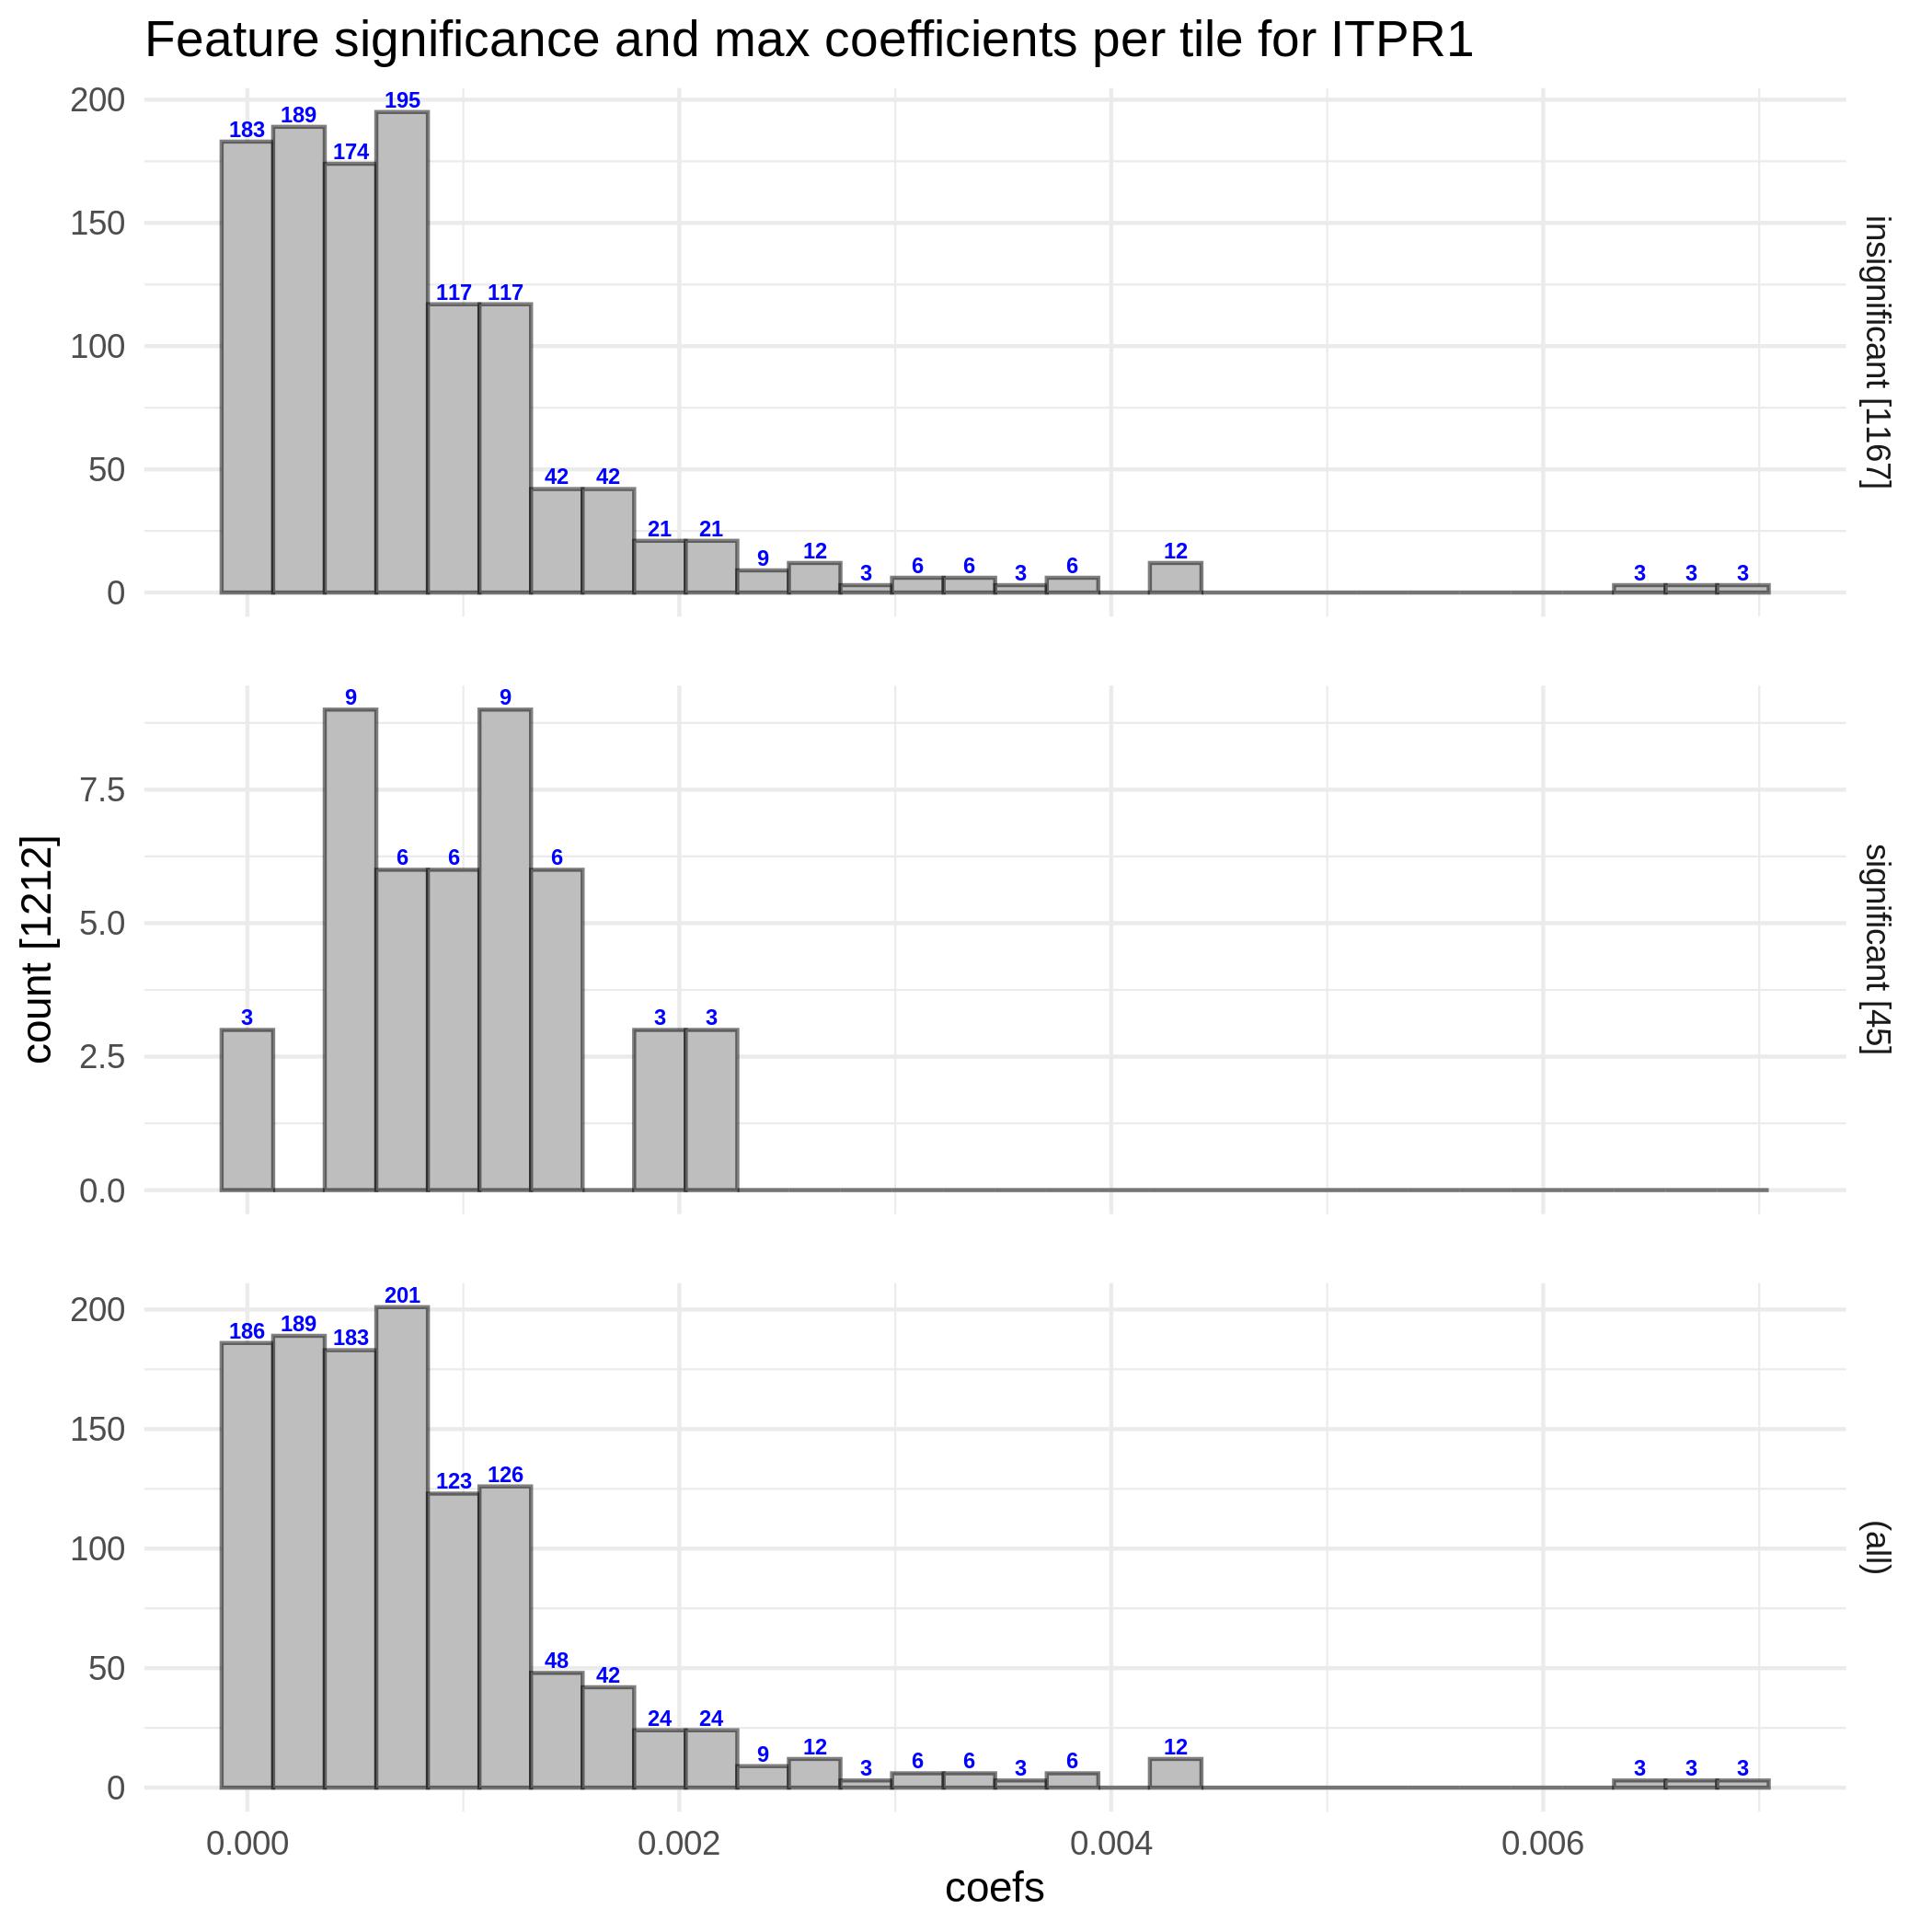 Feature significance and max coefficients per tile for ITPR1
count [1212]
200
150
100
50
0
183 189 174 195 117 117 42 42 21 21 9 12 3 6 6 3 6 12 3 3 3
insignificant [1167]
7.5
5.0
2.5
0.0
3 9 6 6 9 6 3 3
significant [45]
200
150
100
50
0
186 189 183 201 123 126 48 42 24 24 9 12 3 6 6 3 6 12 3 3 3
(all)
0.000 0.002 0.004 0.006
coefs